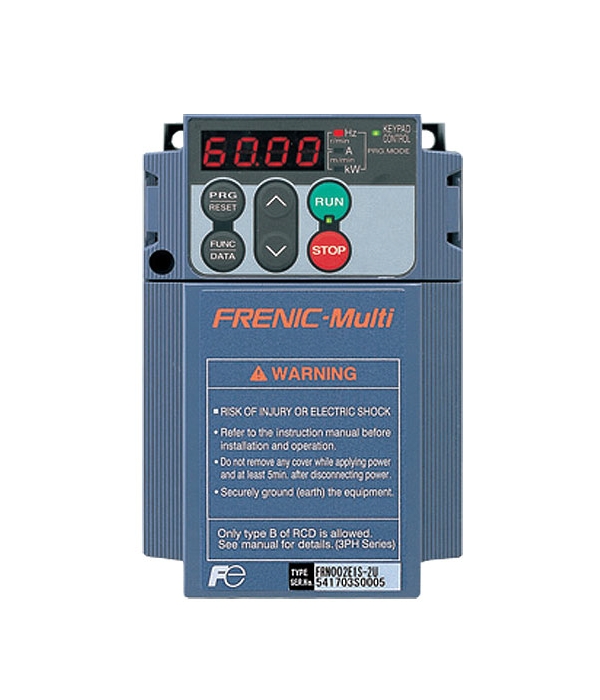 60.00
Hz
r/min
A
m/min
kW
KEYPAD
CONTROL
PRG.MODE
PRG
RESET
RUN
FUNC
DATA
STOP
FRENIC-Multi
WARNING
RISK OF INJURY OR ELECTRIC SHOCK
• Refer to the instruction manual before
installation and operation.
• Do not remove any cover while applying power
and at least 5min. after disconnecting power.
• Securely ground (earth) the equipment.
Only type B of RCD is allowed.
See manual for details. (3PH Series)
Fe
TYPE FRN002E1S-2U
SER.No. 541703S0005